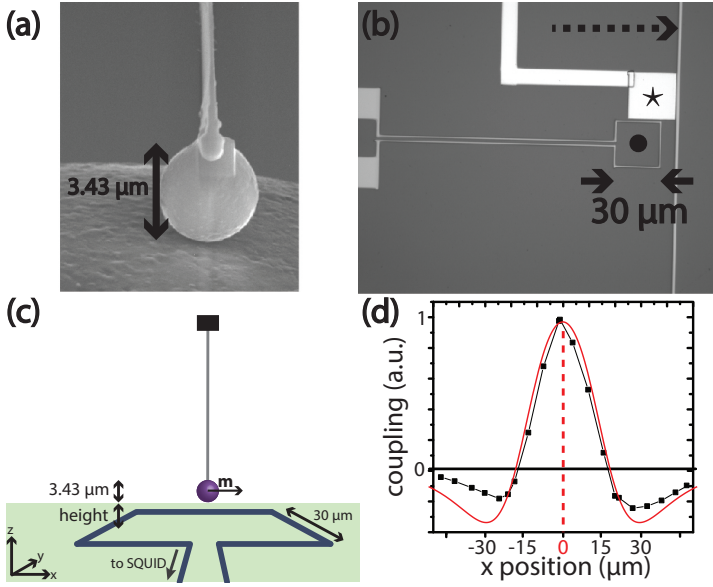 (a)
3.43 µm
(b)
30 µm
(c)
m
3.43 µm
height
30 µm
to SQUID
z
y
x
(d)
coupling (a.u.)
1
0
-30 -15 0 15 30
x position (µm)